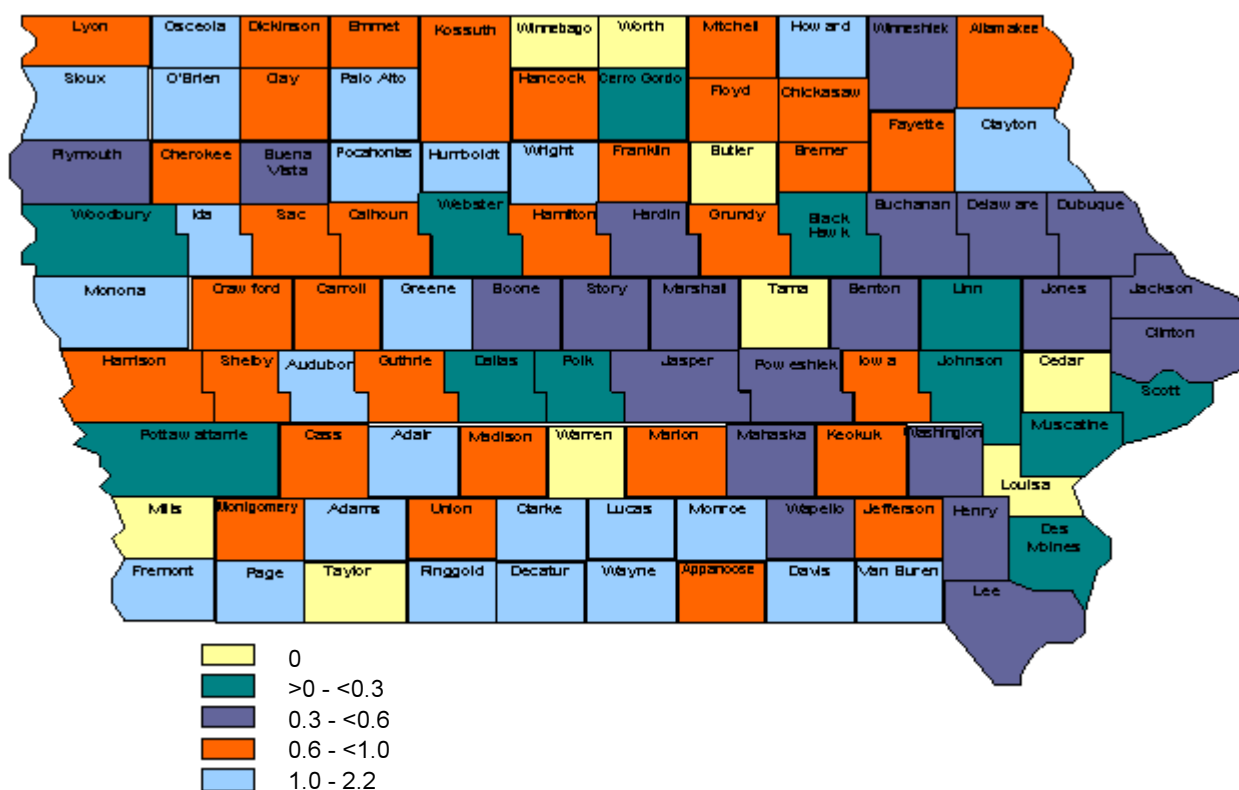 Lyon Osceola Dickinson Emmet Kossuth Winnebago Worth Mitchell Howard Winneshiek Allamakee
Sioux O'Brien Clay Palo Alto Hancock Cerro Gordo Floyd Chickasaw
Fayette Clayton
Plymouth Cherokee Buena Vista Pocahontas Humboldt Wright Franklin Butler Bremer
Woodbury Ida Sac Calhoun Webster Hamilton Hardin Grundy Black Hawk Buchanan Delaware Dubuque
Monona Crawford Carroll Greene Boone Story Marshall Tama Benton Linn Jones Jackson
Clinton
Harrison Shelby Audubon Guthrie Dallas Polk Jasper Poweshiek Iowa Johnson Cedar
Scott
Pottawattamie Cass Adair Madison Warren Marion Mahaska Keokuk Washington Muscatine
Louisa
Mills Montgomery Adams Union Clarke Lucas Monroe Wapello Jefferson Henry Des Moines
Fremont Page Taylor Ringgold Decatur Wayne Appanoose Davis Van Buren Lee
0
>0 - <0.3
0.3 - <0.6
0.6 - <1.0
1.0 - 2.2